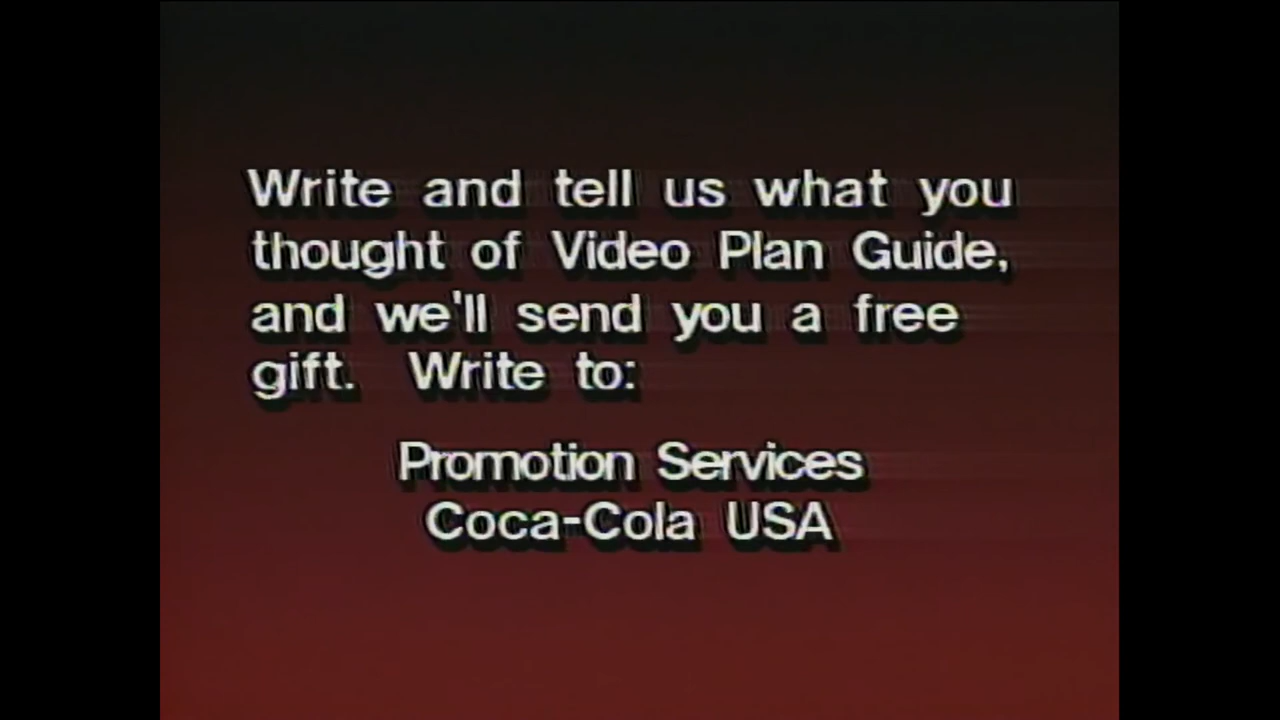 Write and tell us what you
thought of Video Plan Guide,
and we'll send you a free
gift. Write to:
Promotion Services
Coca-Cola USA